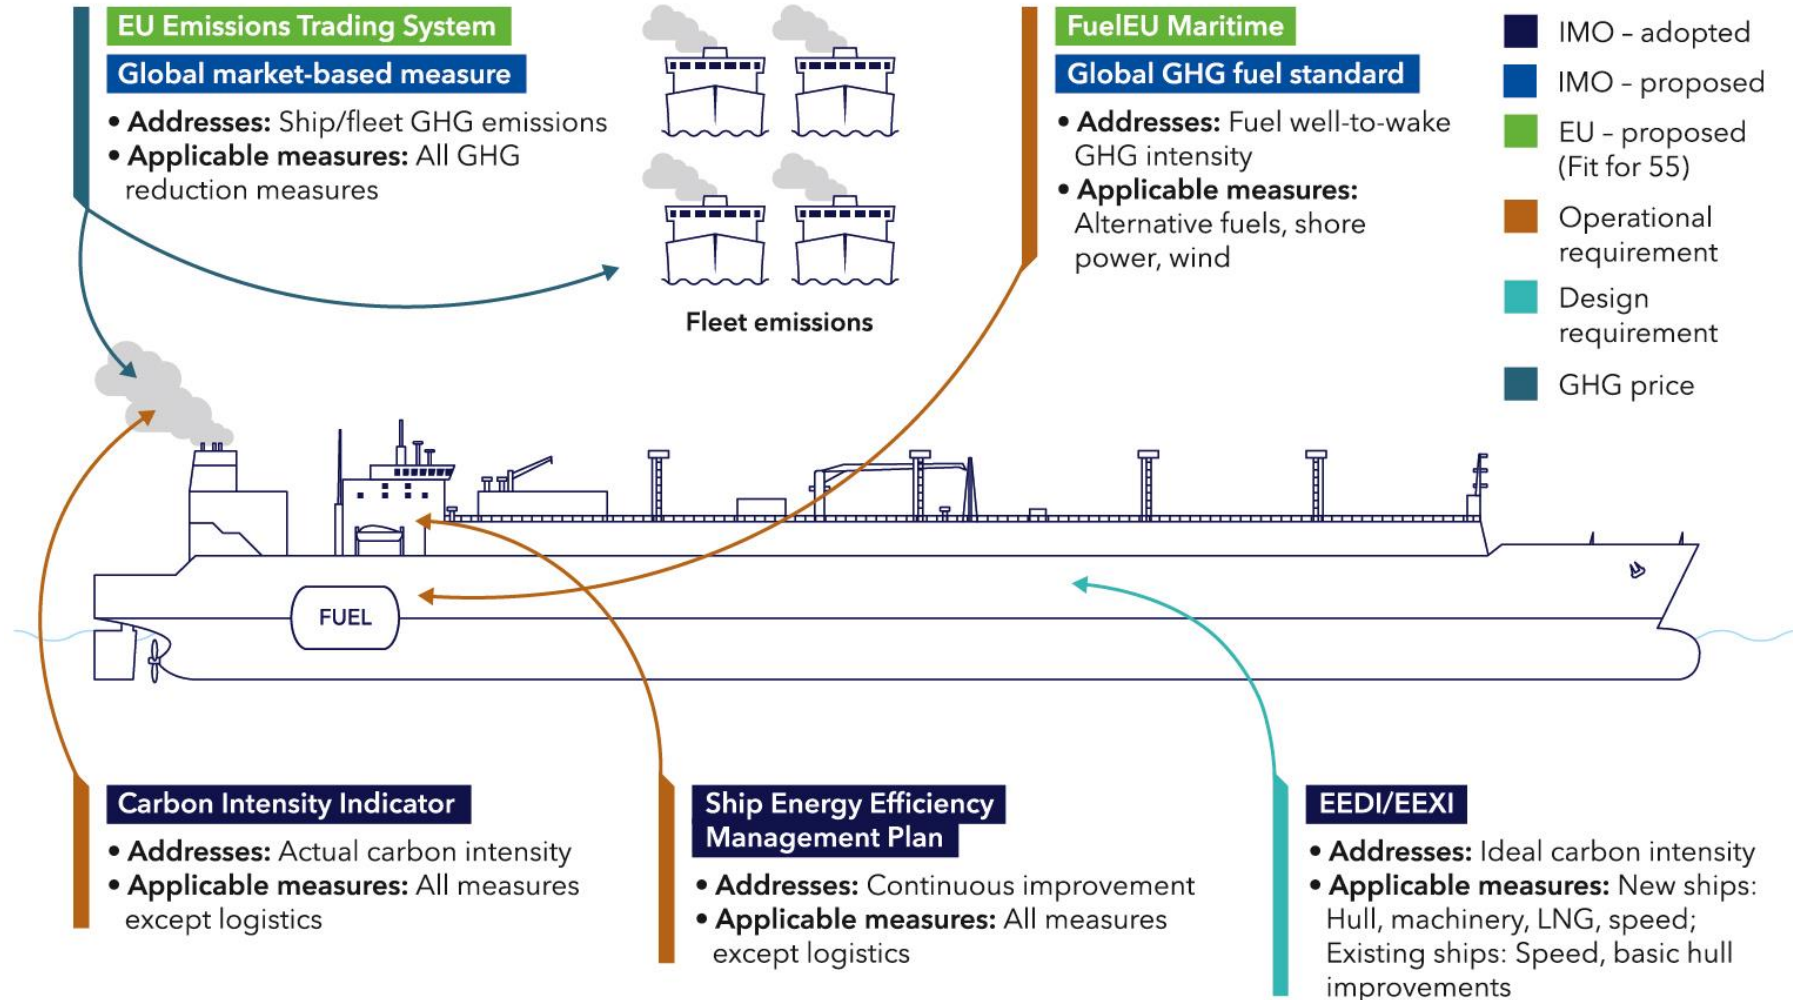 EU Emissions Trading System
Global market-based measure
• Addresses: Ship/fleet GHG emissions
• Applicable measures: All GHG
reduction measures
Fleet emissions
FuelEU Maritime
Global GHG fuel standard
• Addresses: Fuel well-to-wake
GHG intensity
• Applicable measures:
Alternative fuels, shore
power, wind
IMO – adopted
IMO – proposed
EU – proposed
(Fit for 55)
Operational
requirement
Design
requirement
GHG price
FUEL
Carbon Intensity Indicator
• Addresses: Actual carbon intensity
• Applicable measures: All measures
except logistics
Ship Energy Efficiency
Management Plan
• Addresses: Continuous improvement
• Applicable measures: All measures
except logistics
EEDI/EEXI
• Addresses: Ideal carbon intensity
• Applicable measures: New ships:
Hull, machinery, LNG, speed;
Existing ships: Speed, basic hull
improvements